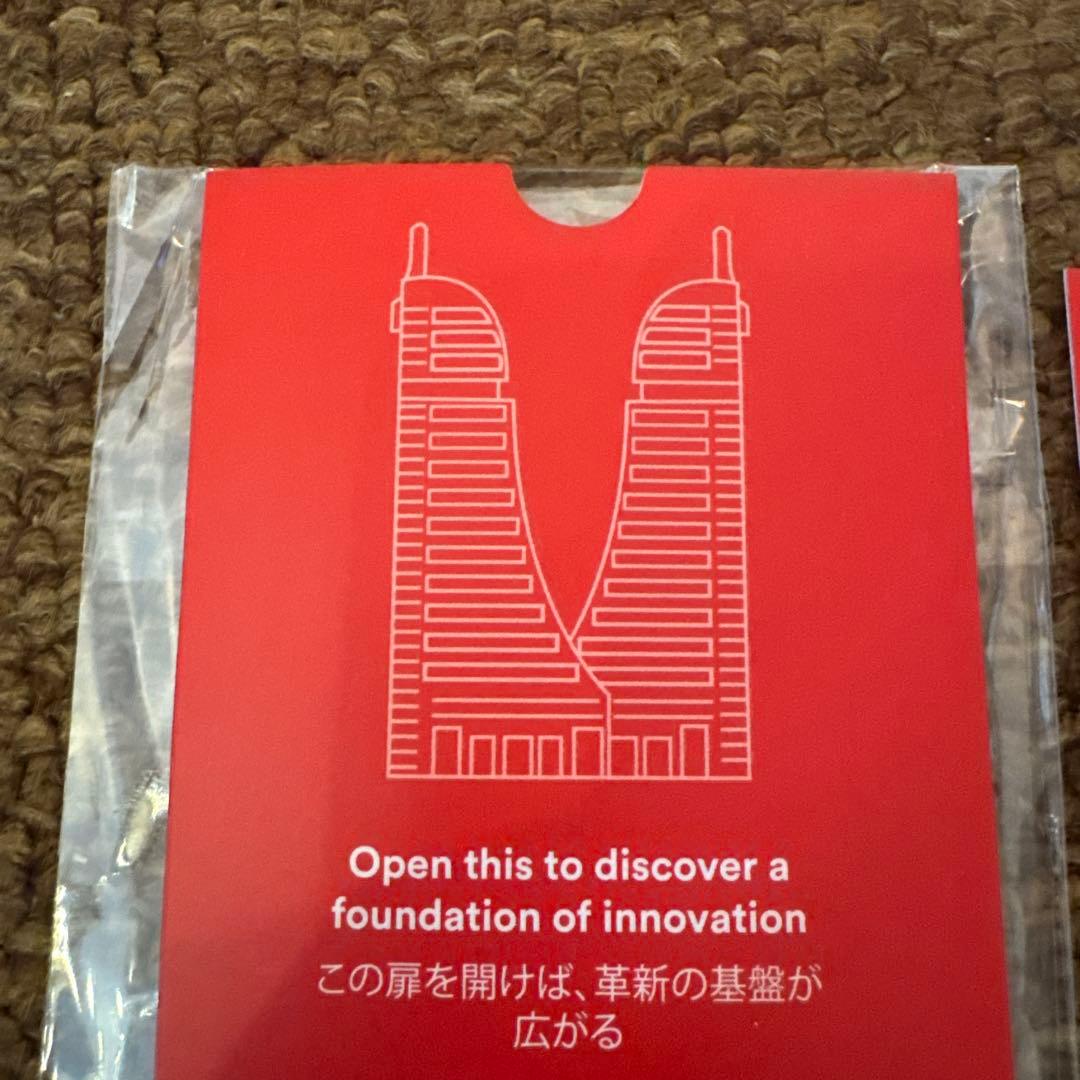 Open this to discover a
foundation of innovation
この扉を開けば、革新の基盤が
広がる